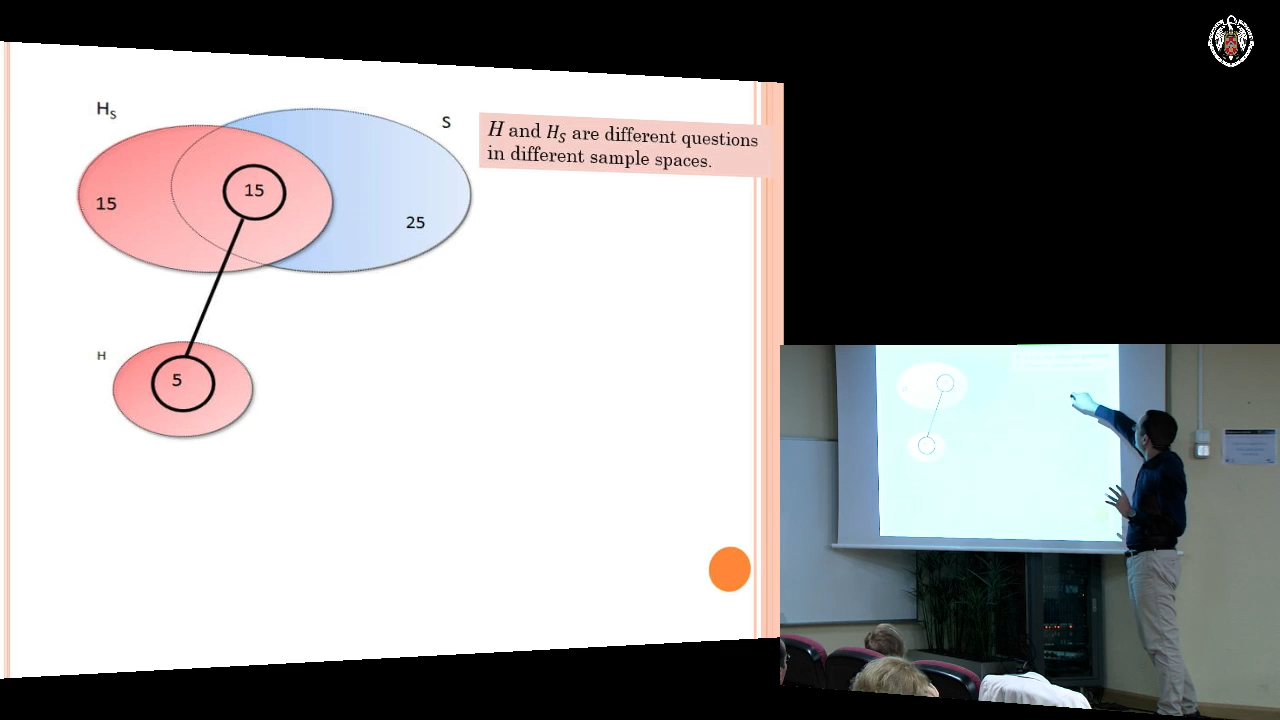 H_S
S
H and H_S are different questions
in different sample spaces.
15
15
25
H
5